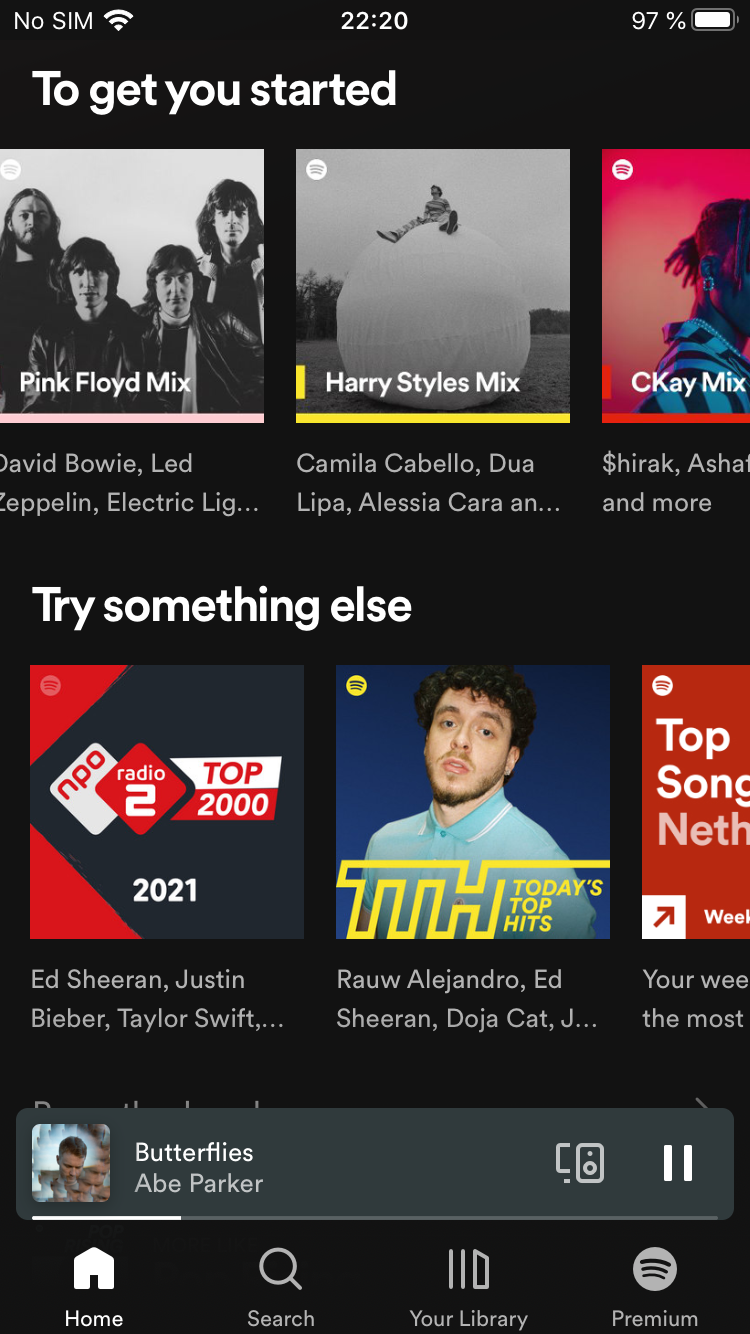 No SIM 22:20 97 %
To get you started
Pink Floyd Mix
Harry Styles Mix
CKay Mix
David Bowie, Led
Zeppelin, Electric Lig...
Camila Cabello, Dua
Lipa, Alessia Cara an...
$hirak, Ashaf
and more
Try something else
npo
radio
2
TOP
2000
2021
TTH TODAY'S
TOP
HITS
Top
Song
Neth
Week
Ed Sheeran, Justin
Bieber, Taylor Swift,...
Rauw Alejandro, Ed
Sheeran, Doja Cat, J...
Your wee
the most
Butterflies
Abe Parker
Home
Search
Your Library
Premium